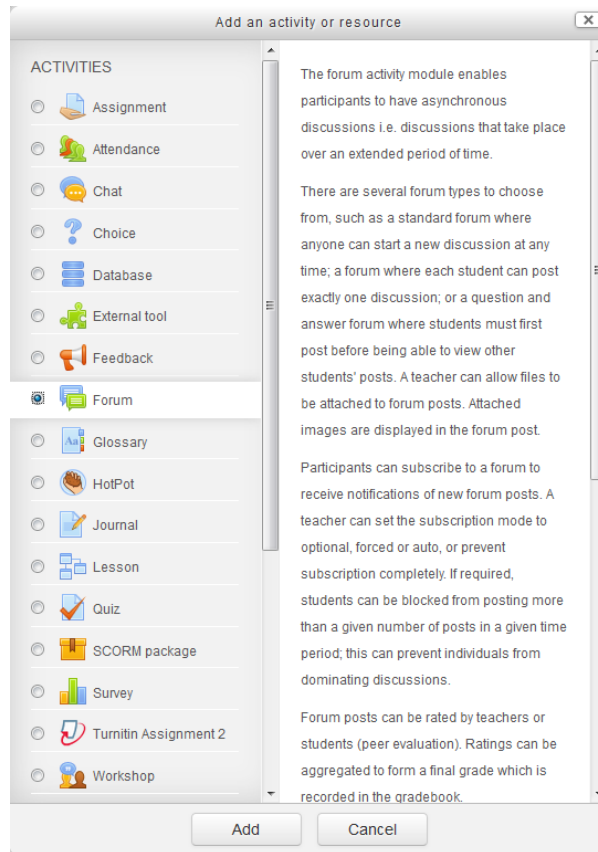 Add an activity or resource
ACTIVITIES
Assignment
Attendance
Chat
Choice
Database
External tool
Feedback
Forum
Glossary
HotPot
Journal
Lesson
Quiz
SCORM package
Survey
Turnitin Assignment 2
Workshop
The forum activity module enables
participants to have asynchronous
discussions i.e. discussions that take place
over an extended period of time.
There are several forum types to choose
from, such as a standard forum where
anyone can start a new discussion at any
time; a forum where each student can post
exactly one discussion; or a question and
answer forum where students must first
post before being able to view other
students' posts. A teacher can allow files to
be attached to forum posts. Attached
images are displayed in the forum post.
Participants can subscribe to a forum to
receive notifications of new forum posts. A
teacher can set the subscription mode to
optional, forced or auto, or prevent
subscription completely. If required,
students can be blocked from posting more
than a given number of posts in a given time
period; this can prevent individuals from
dominating discussions.
Forum posts can be rated by teachers or
students (peer evaluation). Ratings can be
aggregated to form a final grade which is
recorded in the gradebook.
Add
Cancel